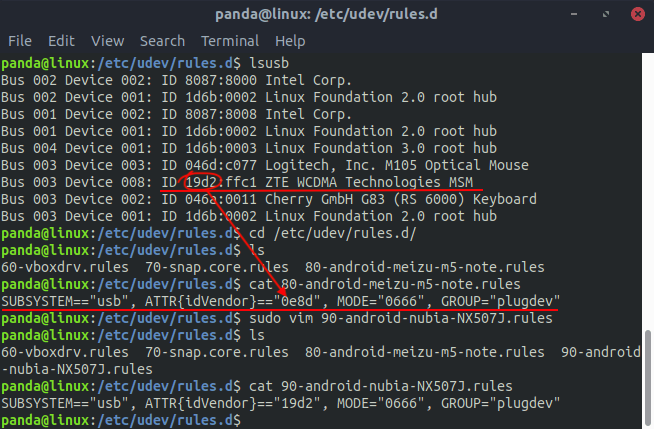 panda@linux: /etc/udev/rules.d
File Edit View Search Terminal Help
panda@linux:/etc/udev/rules.d$ lsusb
Bus 002 Device 002: ID 8087:8000 Intel Corp.
Bus 002 Device 001: ID 1d6b:0002 Linux Foundation 2.0 root hub
Bus 001 Device 002: ID 8087:8008 Intel Corp.
Bus 001 Device 001: ID 1d6b:0002 Linux Foundation 2.0 root hub
Bus 004 Device 001: ID 1d6b:0003 Linux Foundation 3.0 root hub
Bus 003 Device 003: ID 046d:c077 Logitech, Inc. M105 Optical Mouse
Bus 003 Device 008: ID 19d2:ffc1 ZTE WCDMA Technologies MSM
Bus 003 Device 002: ID 046a:0011 Cherry GmbH G83 (RS 6000) Keyboard
Bus 003 Device 001: ID 1d6b:0002 Linux Foundation 2.0 root hub
panda@linux:/etc/udev/rules.d$ cd /etc/udev/rules.d/
panda@linux:/etc/udev/rules.d$ ls
60-vboxdrv.rules 70-snap.core.rules 80-android-meizu-m5-note.rules
panda@linux:/etc/udev/rules.d$ cat 80-android-meizu-m5-note.rules
SUBSYSTEM=="usb", ATTR{idVendor}=="0e8d", MODE="0666", GROUP="plugdev"
panda@linux:/etc/udev/rules.d$ sudo vim 90-android-nubia-NX507J.rules
panda@linux:/etc/udev/rules.d$ ls
60-vboxdrv.rules 70-snap.core.rules 80-android-meizu-m5-note.rules 90-android
-nubia-NX507J.rules
panda@linux:/etc/udev/rules.d$ cat 90-android-nubia-NX507J.rules
SUBSYSTEM=="usb", ATTR{idVendor}=="19d2", MODE="0666", GROUP="plugdev"
panda@linux:/etc/udev/rules.d$